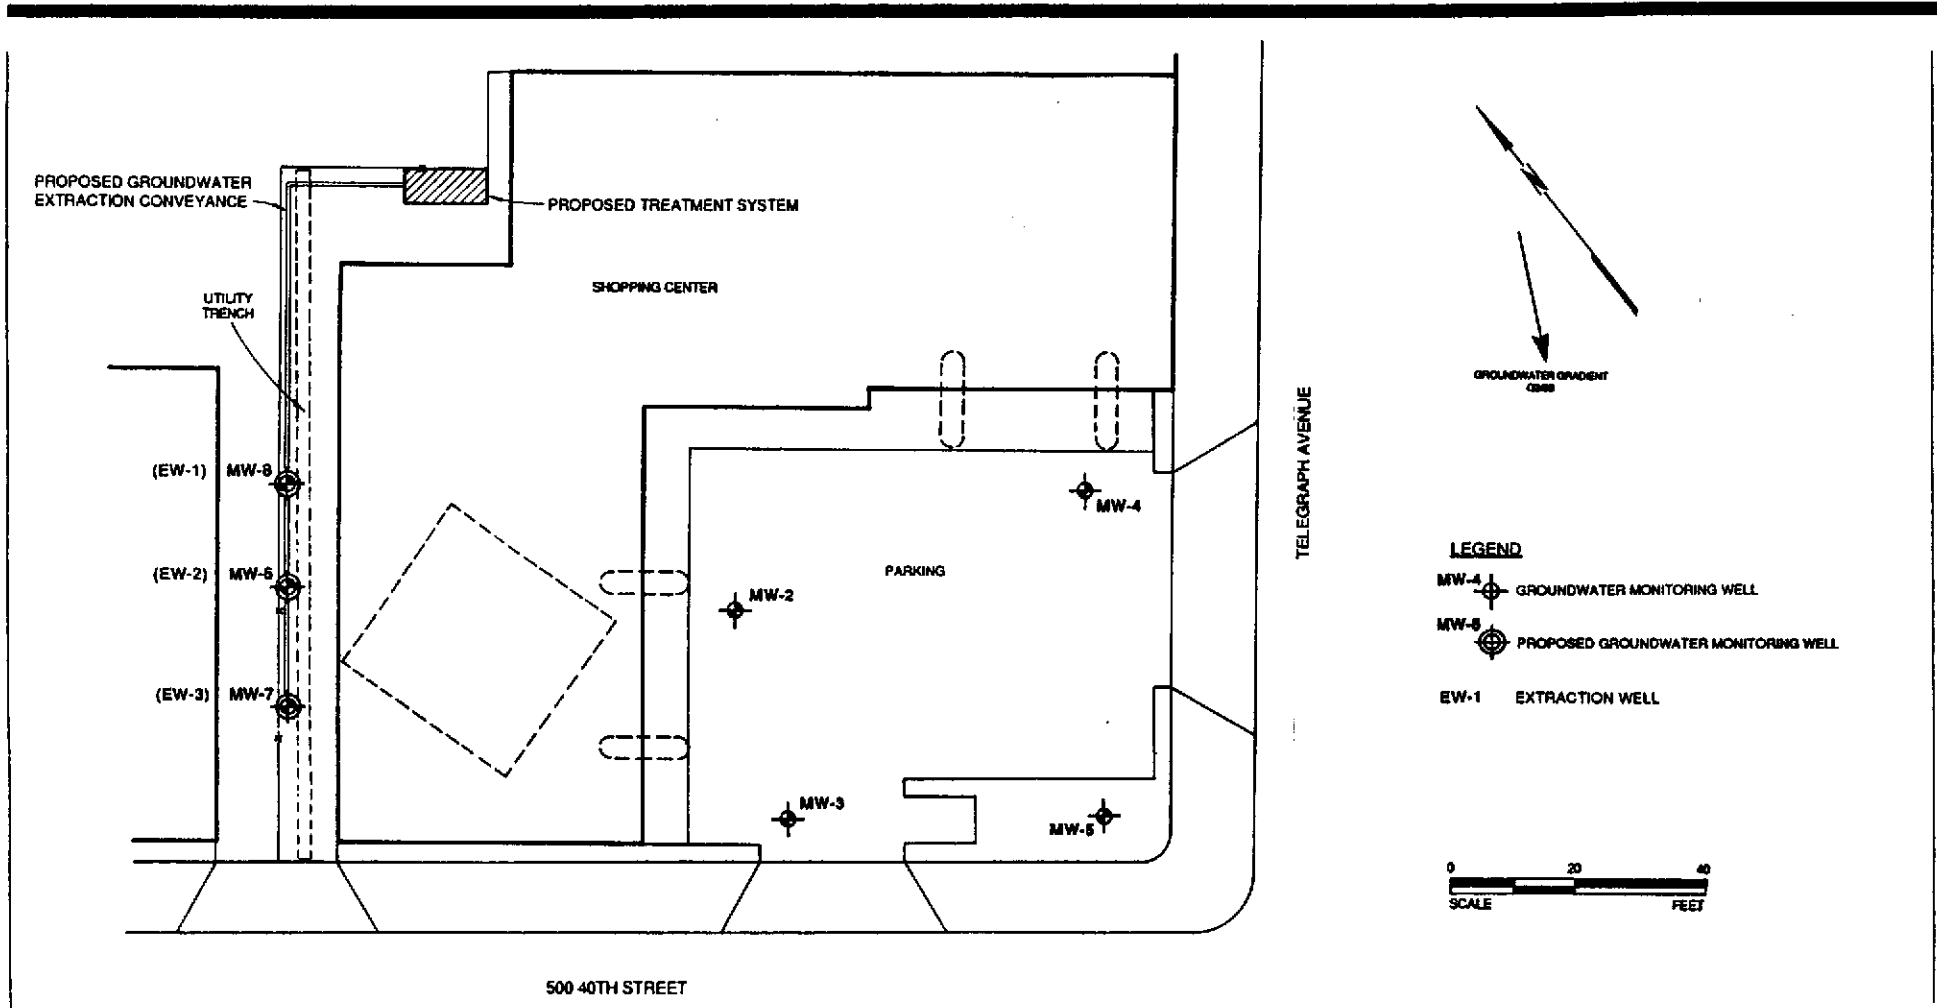 PROPOSED GROUNDWATER
EXTRACTION CONVEYANCE
PROPOSED TREATMENT SYSTEM
SHOPPING CENTER
UTILITY
TRENCH
GROUNDWATER GRADIENT
TELEGRAPH AVENUE
(EW-1) MW-8
MW-4
(EW-2) MW-6
PARKING
MW-2
(EW-3) MW-7
MW-3
MW-5
LEGEND
MW-4 GROUNDWATER MONITORING WELL
MW-6 PROPOSED GROUNDWATER MONITORING WELL
EW-1 EXTRACTION WELL
0 20 40
SCALE FEET
500 40TH STREET